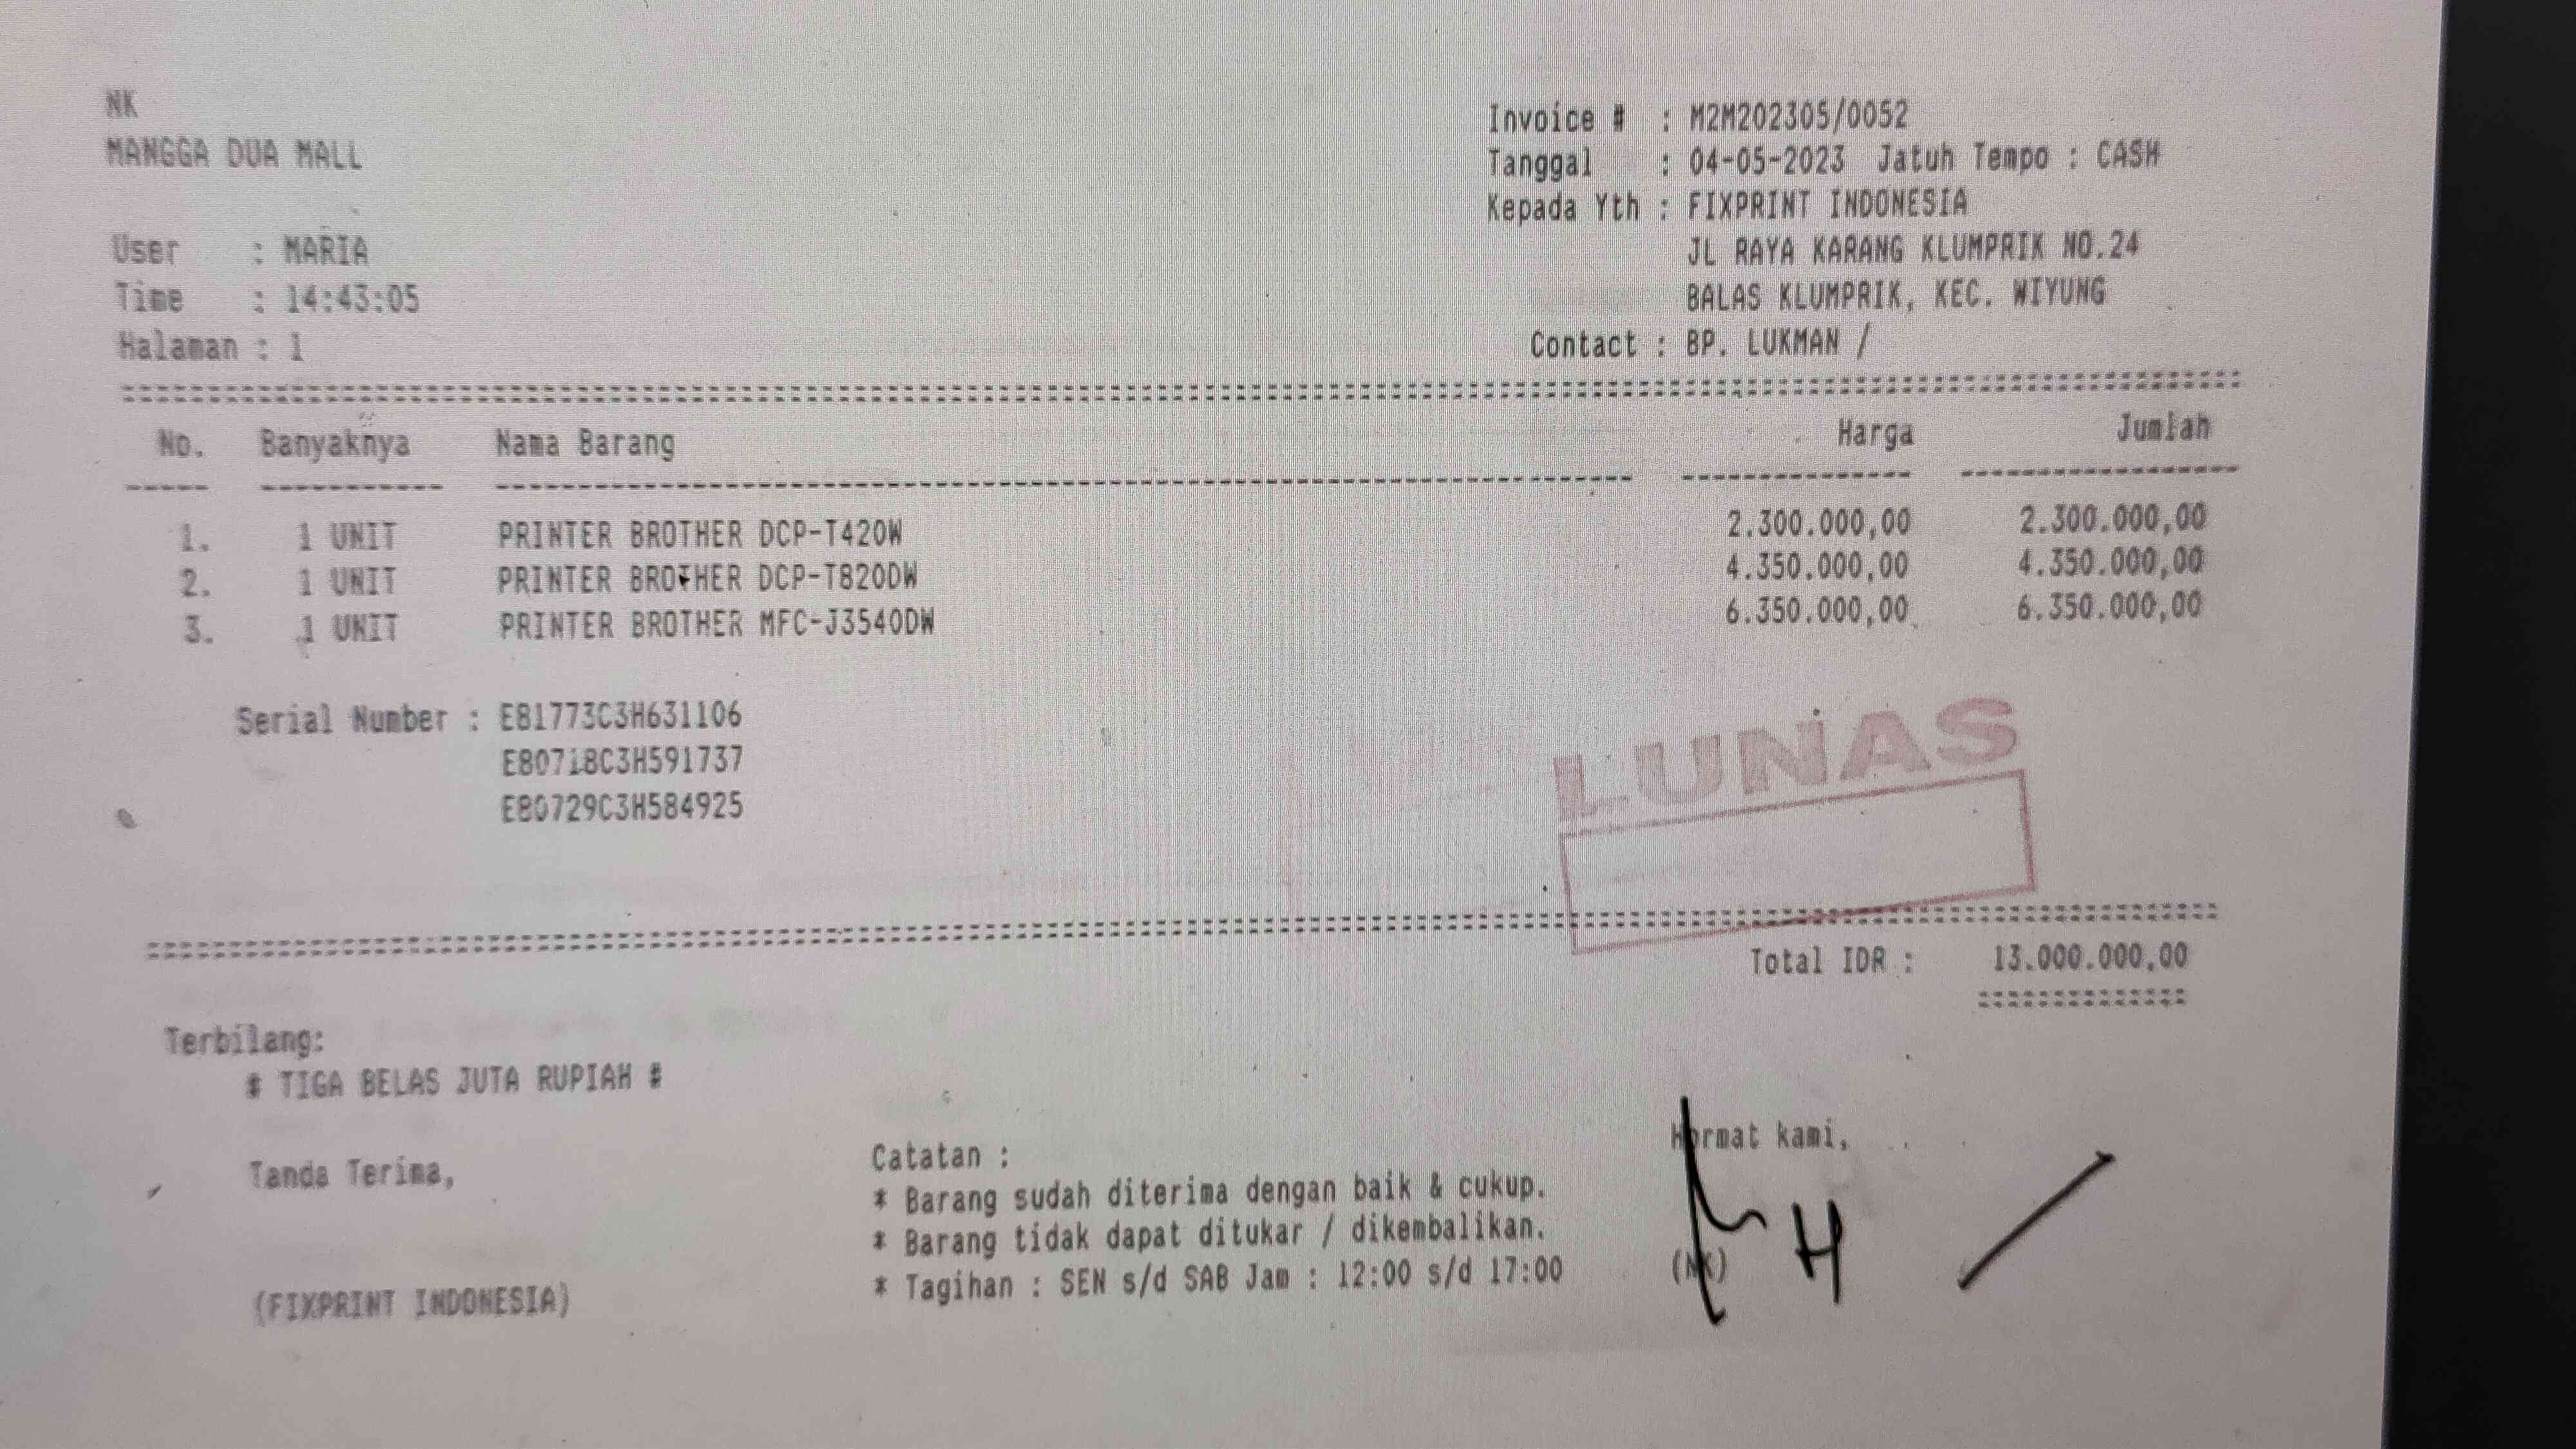 NK
MANGGA DUA MALL
User : MARIA
Time : 14:43:05
Halaman : 1
Invoice # : M2M202305/0052
Tanggal : 04-05-2023 Jatuh Tempo : CASH
Kepada Yth : FIXPRINT INDONESIA
JL RAYA KARANG KLUMPRIK NO.24
BALAS KLUMPRIK, KEC. WIYUNG
Contact : BP. LUKMAN /
No. Banyaknya Nama Barang Harga Jumlah
1. 1 UNIT PRINTER BROTHER DCP-T420W 2.300.000,00 2.300.000,00
2. 1 UNIT PRINTER BROTHER DCP-T820DW 4.350.000,00 4.350.000,00
3. 1 UNIT PRINTER BROTHER MFC-J3540DW 6.350.000,00 6.350.000,00
Serial Number : E81773C3H631106
E80718C3H591737
E80729C3H584925
LUNAS
Total IDR : 13.000.000,00
Terbilang:
# TIGA BELAS JUTA RUPIAH #
Tanda Terima,
(FIXPRINT INDONESIA)
Catatan :
* Barang sudah diterima dengan baik & cukup.
* Barang tidak dapat ditukar / dikembalikan.
* Tagihan : SEN s/d SAB Jam : 12:00 s/d 17:00
Hormat kami,
(NK)